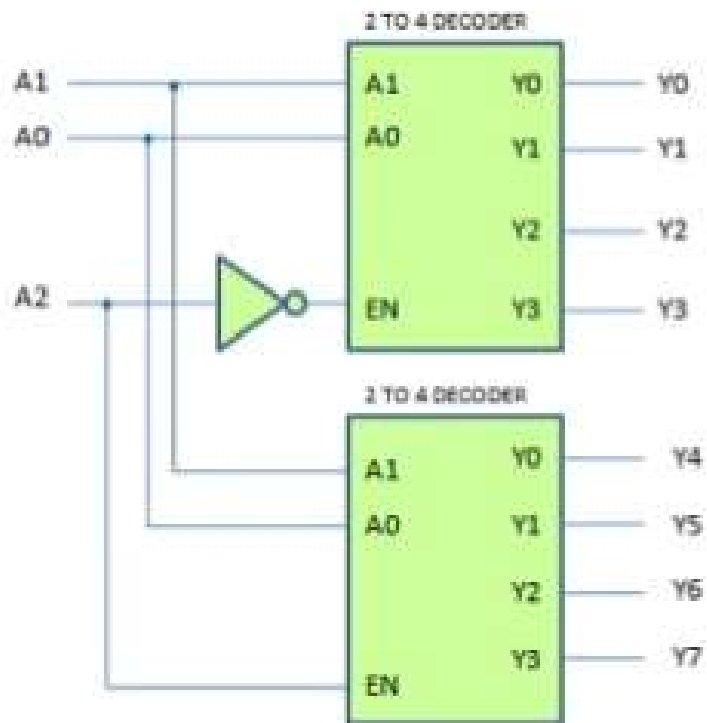 2 TO 4 DECODER
A1 A1 Y0 Y0
A0 A0 Y1 Y1
Y2 Y2
A2 EN Y3 Y3
2 TO 4 DECODER
A1 Y0 Y4
A0 Y1 Y5
Y2 Y6
Y3 Y7
EN